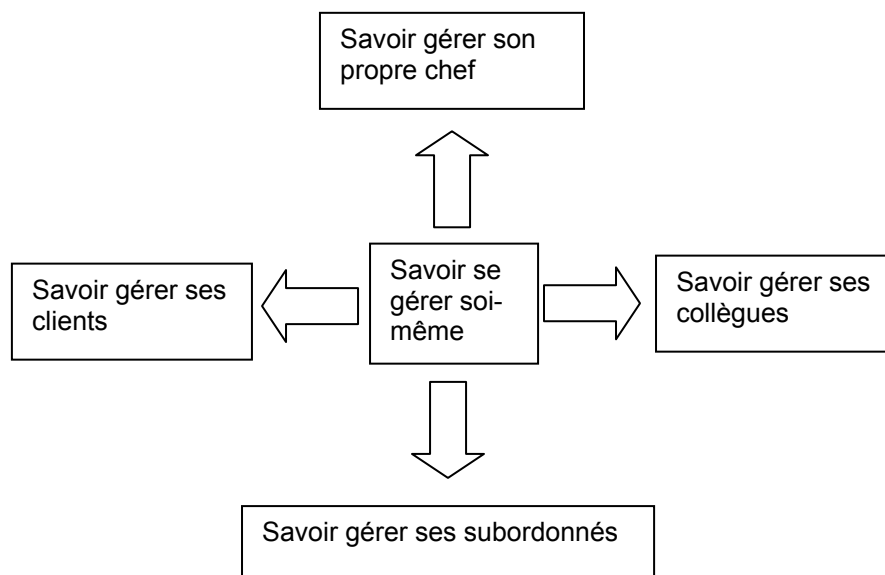 Savoir gérer son
propre chef
Savoir gérer ses
clients
Savoir se
gérer soi-
même
Savoir gérer ses
collègues
Savoir gérer ses subordonnés